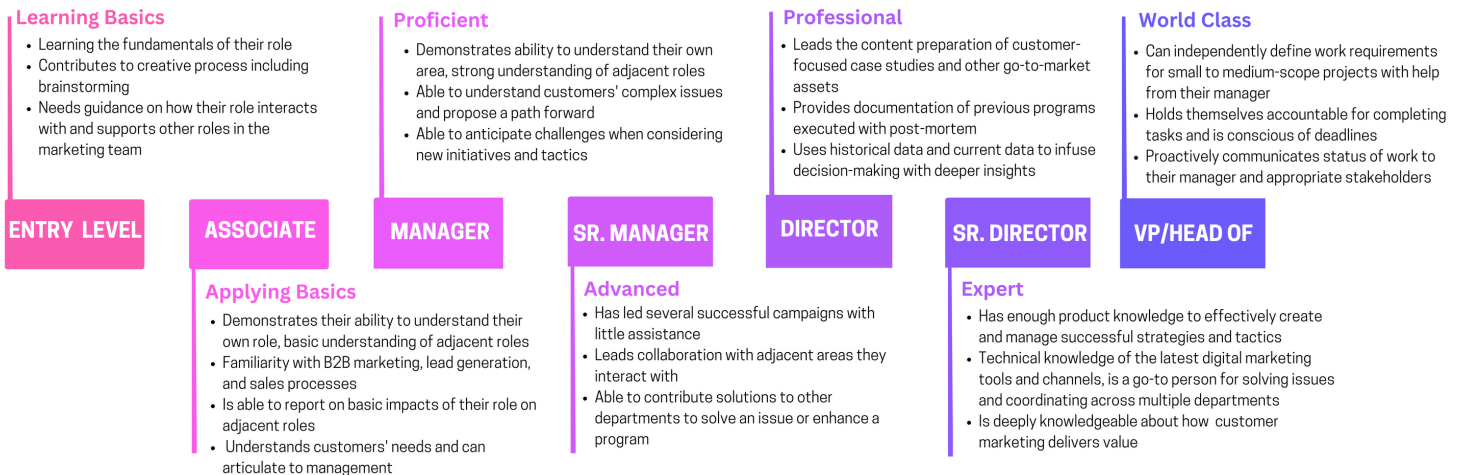 Learning Basics
• Learning the fundamentals of their role
• Contributes to creative process including
brainstorming
• Needs guidance on how their role interacts
with and supports other roles in the
marketing team
Proficient
• Demonstrates ability to understand their own
area, strong understanding of adjacent roles
• Able to understand customers' complex issues
and propose a path forward
• Able to anticipate challenges when considering
new initiatives and tactics
Professional
• Leads the content preparation of customer-
focused case studies and other go-to-market
assets
• Provides documentation of previous programs
executed with post-mortem
• Uses historical data and current data to infuse
decision-making with deeper insights
World Class
• Can independently define work requirements
for small to medium-scope projects with help
from their manager
• Holds themselves accountable for completing
tasks and is conscious of deadlines
• Proactively communicates status of work to
their manager and appropriate stakeholders
ENTRY LEVEL
ASSOCIATE
MANAGER
SR. MANAGER
DIRECTOR
SR. DIRECTOR
VP/HEAD OF
Applying Basics
• Demonstrates their ability to understand their
own role, basic understanding of adjacent roles
• Familiarity with B2B marketing, lead generation,
and sales processes
• Is able to report on basic impacts of their role on
adjacent roles
• Understands customers' needs and can
articulate to management
Advanced
• Has led several successful campaigns with
little assistance
• Leads collaboration with adjacent areas they
interact with
• Able to contribute solutions to other
departments to solve an issue or enhance a
program
Expert
• Has enough product knowledge to effectively create
and manage successful strategies and tactics
• Technical knowledge of the latest digital marketing
tools and channels, is a go-to person for solving issues
and coordinating across multiple departments
• Is deeply knowledgeable about how customer
marketing delivers value